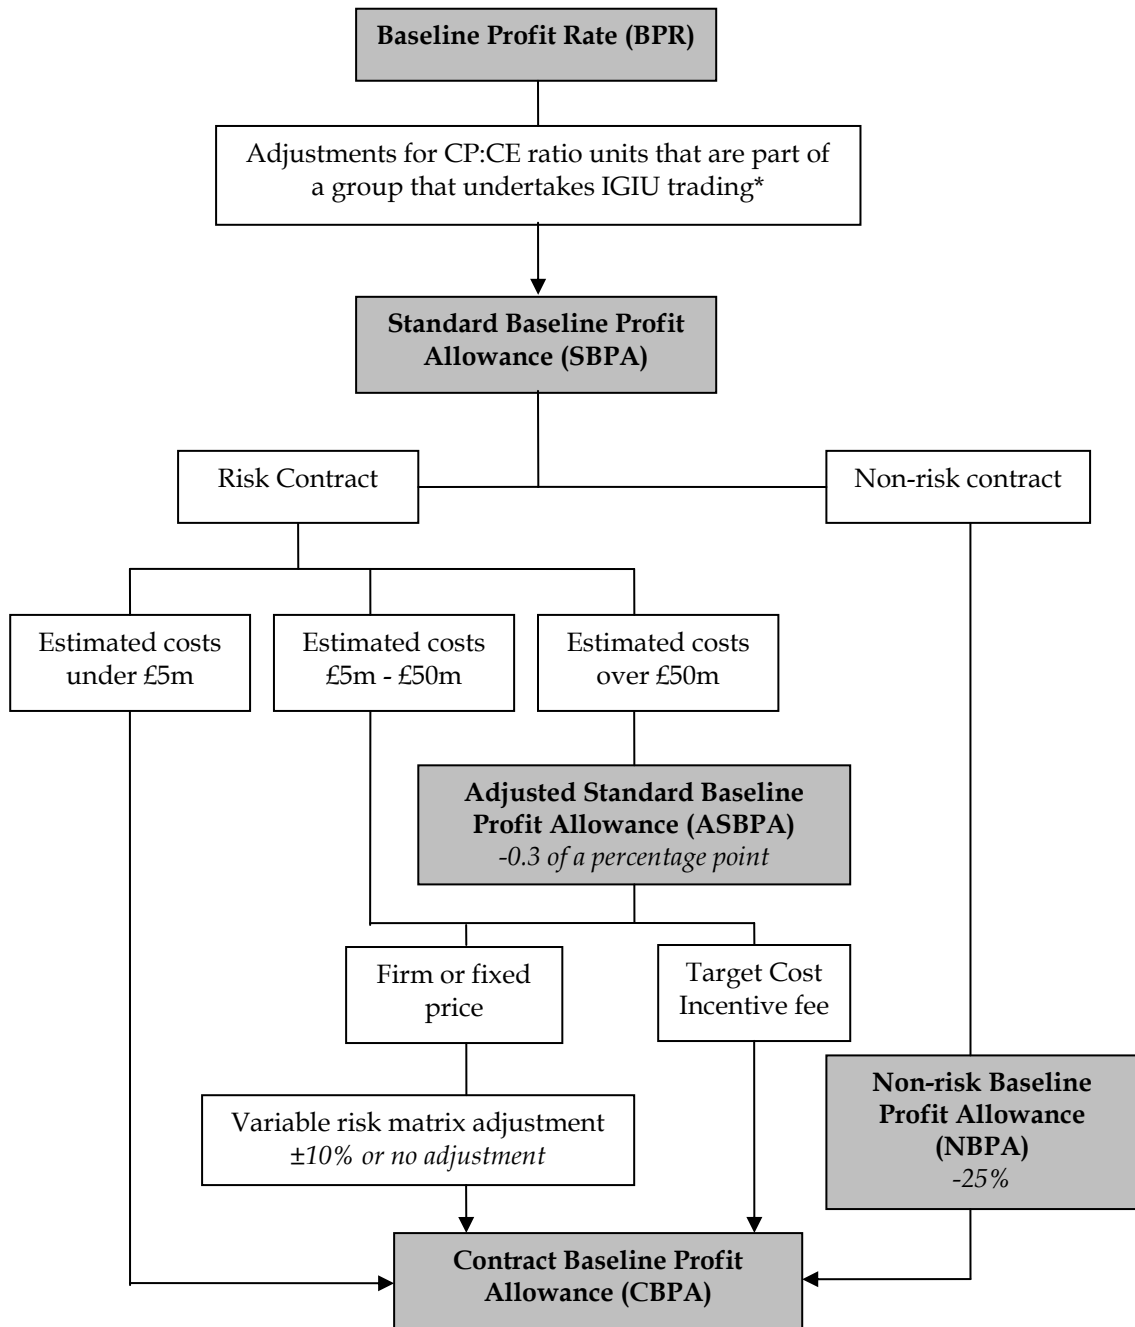 Baseline Profit Rate (BPR)
Adjustments for CP:CE ratio units that are part of
a group that undertakes IGIU trading*
Standard Baseline Profit
Allowance (SBPA)
Risk Contract
Non-risk contract
Estimated costs
under £5m
Estimated costs
£5m - £50m
Estimated costs
over £50m
Adjusted Standard Baseline
Profit Allowance (ASBPA)
-0.3 of a percentage point
Firm or fixed
price
Target Cost
Incentive fee
Variable risk matrix adjustment
±10% or no adjustment
Non-risk Baseline
Profit Allowance
(NBPA)
-25%
Contract Baseline Profit
Allowance (CBPA)